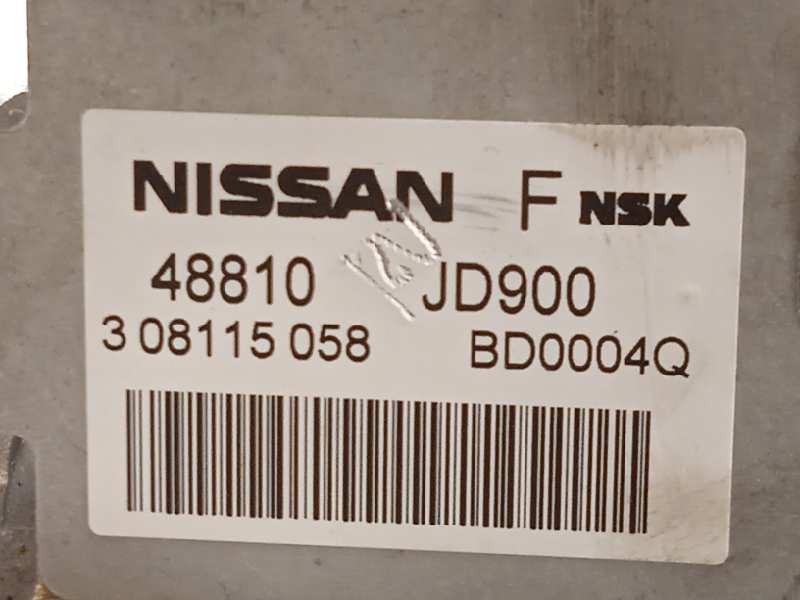 NISSAN F NSK
48810 JD900
3 08115 058 BD0004Q